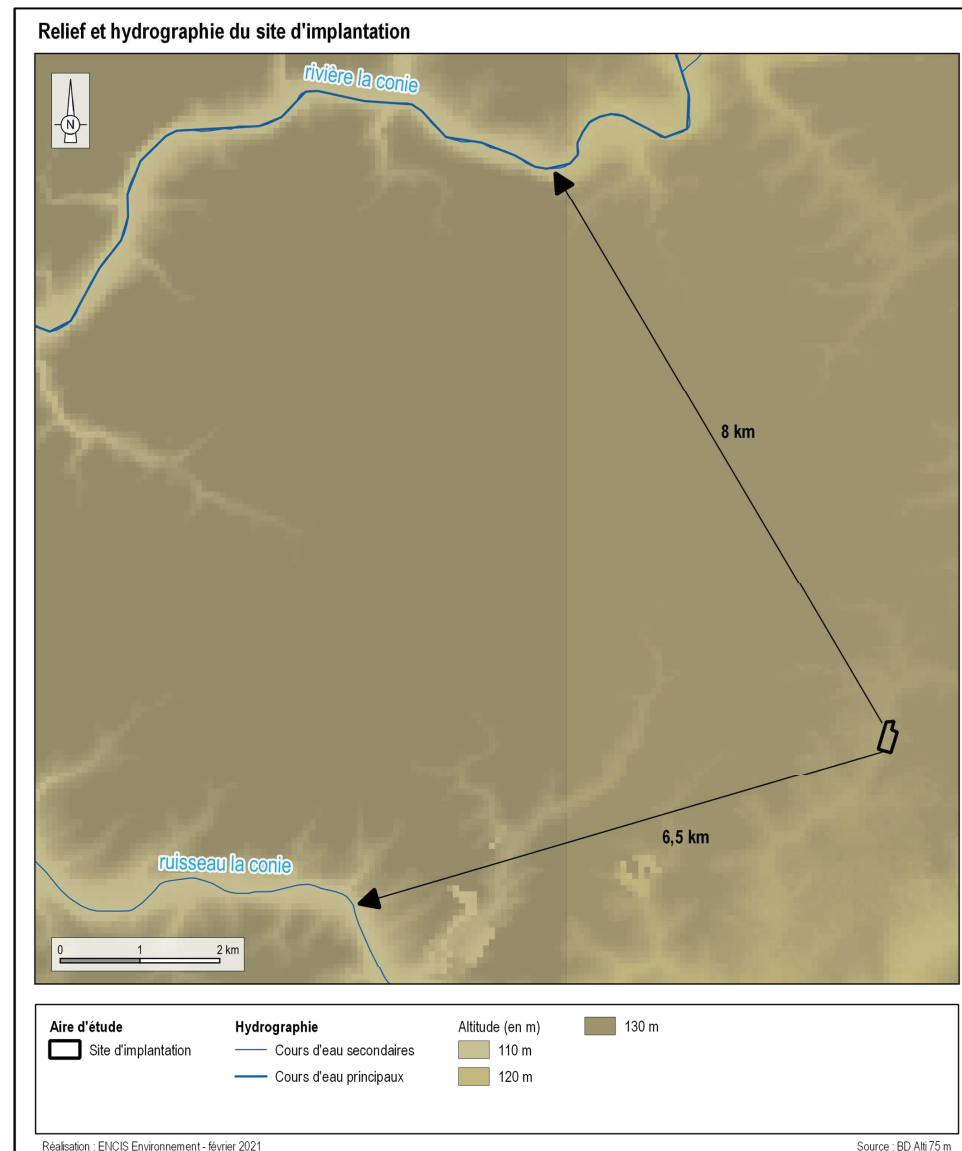 Relief et hydrographie du site d'implantation
rivière la conie
N
8 km
6,5 km
ruisseau la conie
0 1 2 km
Aire d'étude
Site d'implantation
Hydrographie
Cours d'eau secondaires
Cours d'eau principaux
Altitude (en m)
110 m
120 m
130 m
Réalisation : ENCIS Environnement - février 2021
Source : BD Alti 75 m